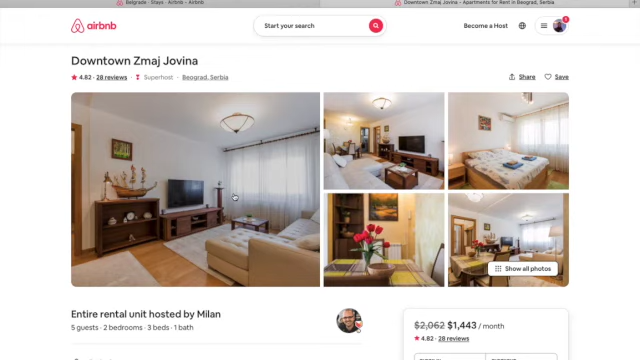 Belgrade · Stays · Airbnb - Airbnb
Downtown Zmaj Jovina - Apartments for Rent in Beograd, Serbia
airbnb
Start your search
Become a Host
Downtown Zmaj Jovina
4.82 · 28 reviews · Superhost · Beograd, Serbia
Share
Save
Show all photos
Entire rental unit hosted by Milan
5 guests · 2 bedrooms · 3 beds · 1 bath
$2,062 $1,443 / month
4.82 · 28 reviews